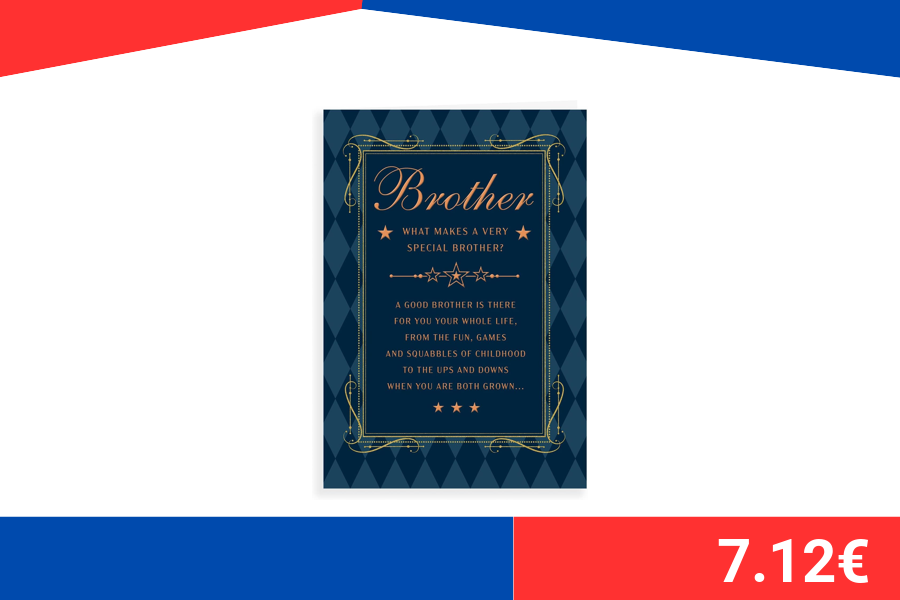 Brother
WHAT MAKES A VERY
SPECIAL BROTHER?
A GOOD BROTHER IS THERE
FOR YOU YOUR WHOLE LIFE,
FROM THE FUN, GAMES
AND SQUABBLES OF CHILDHOOD
TO THE UPS AND DOWNS
WHEN YOU ARE BOTH GROWN...
7.12€